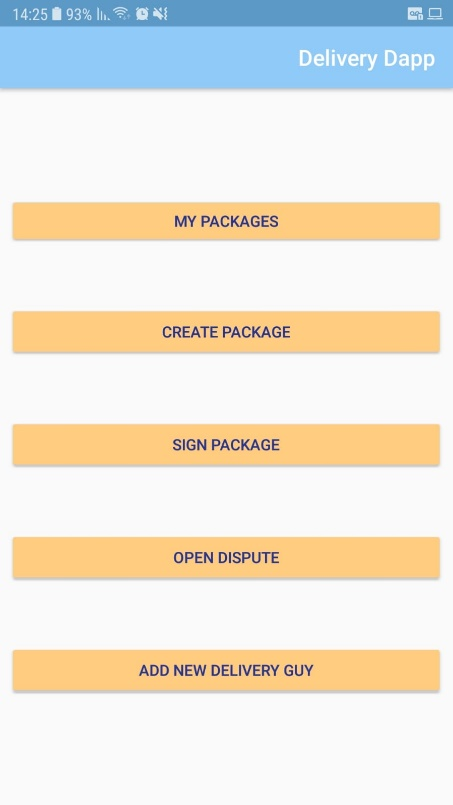 14:25 93%
Delivery Dapp
MY PACKAGES
CREATE PACKAGE
SIGN PACKAGE
OPEN DISPUTE
ADD NEW DELIVERY GUY